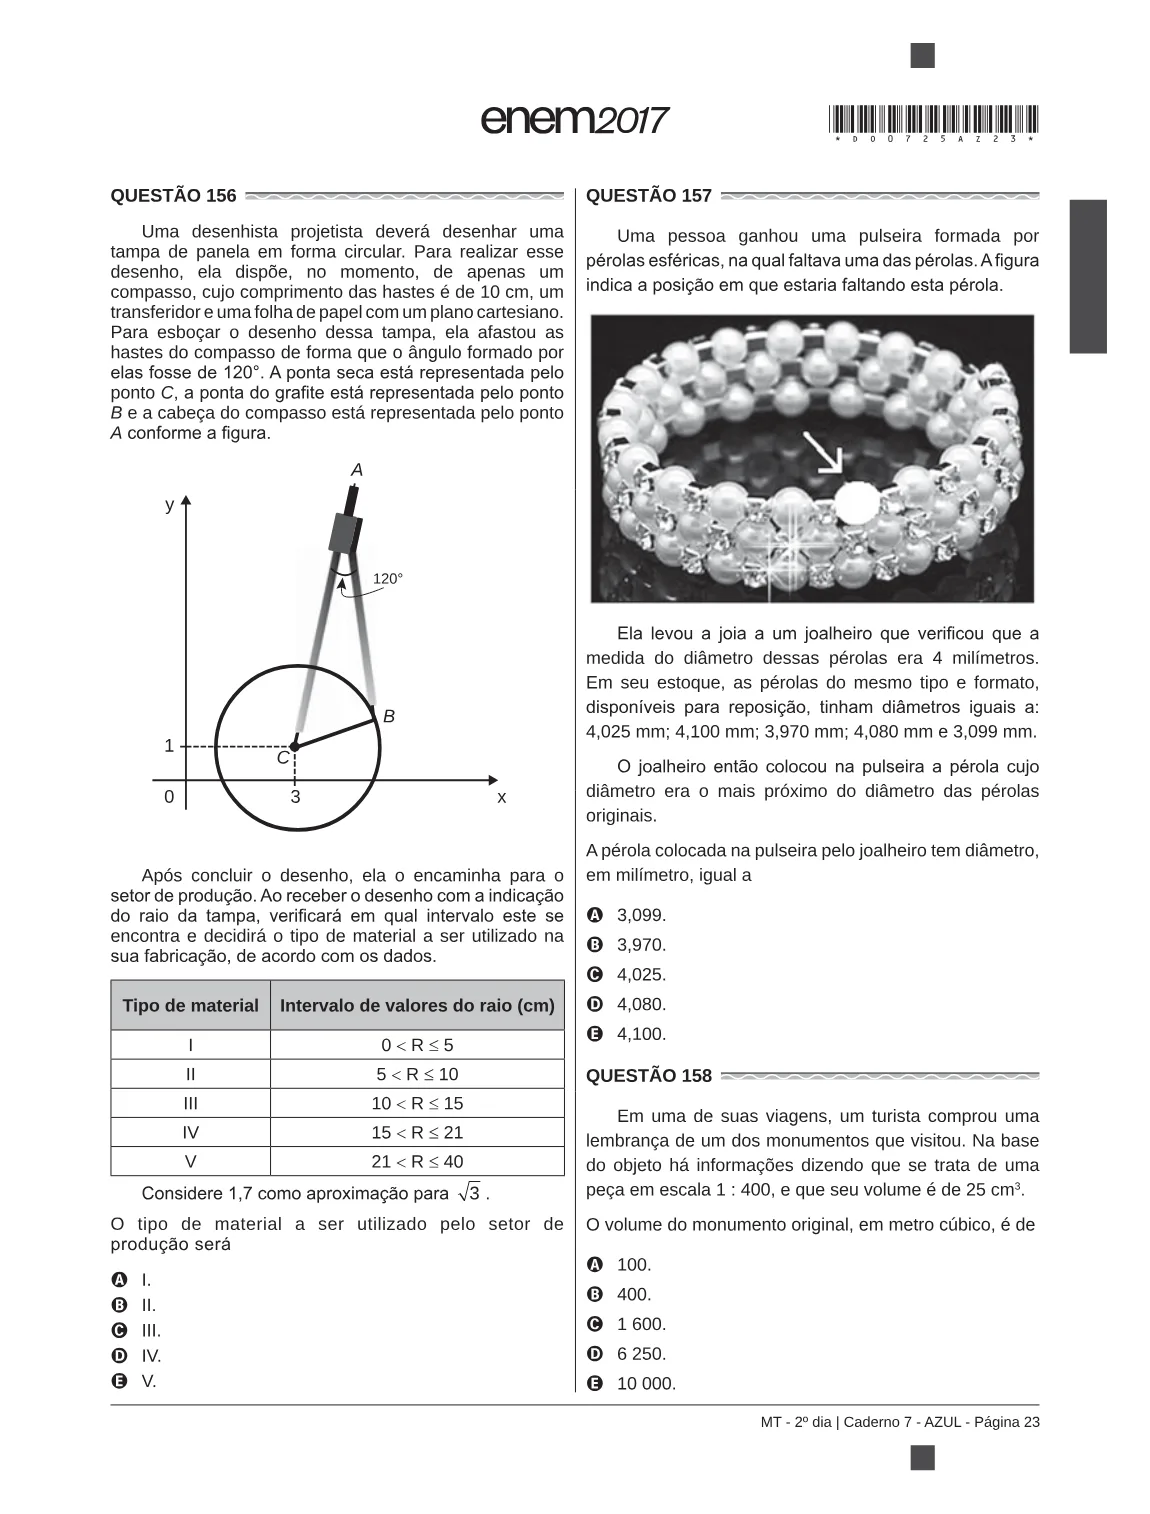 enem2017
* D 0 0 7 2 5 A Z 2 3 *
QUESTÃO 156
Uma desenhista projetista deverá desenhar uma
tampa de panela em forma circular. Para realizar esse
desenho, ela dispõe, no momento, de apenas um
compasso, cujo comprimento das hastes é de 10 cm, um
transferidor e uma folha de papel com um plano cartesiano.
Para esboçar o desenho dessa tampa, ela afastou as
hastes do compasso de forma que o ângulo formado por
elas fosse de 120°. A ponta seca está representada pelo
ponto C, a ponta do grafite está representada pelo ponto
B e a cabeça do compasso está representada pelo ponto
A conforme a figura.
A
y
120°
B
1
C
0
3
x
Após concluir o desenho, ela o encaminha para o
setor de produção. Ao receber o desenho com a indicação
do raio da tampa, verificará em qual intervalo este se
encontra e decidirá o tipo de material a ser utilizado na
sua fabricação, de acordo com os dados.
Tipo de material Intervalo de valores do raio (cm)
I 0 < R ≤ 5
II 5 < R ≤ 10
III 10 < R ≤ 15
IV 15 < R ≤ 21
V 21 < R ≤ 40
Considere 1,7 como aproximação para √3 .
O tipo de material a ser utilizado pelo setor de
produção será
A I.
B II.
C III.
D IV.
E V.
QUESTÃO 157
Uma pessoa ganhou uma pulseira formada por
pérolas esféricas, na qual faltava uma das pérolas. A figura
indica a posição em que estaria faltando esta pérola.
Ela levou a joia a um joalheiro que verificou que a
medida do diâmetro dessas pérolas era 4 milímetros.
Em seu estoque, as pérolas do mesmo tipo e formato,
disponíveis para reposição, tinham diâmetros iguais a:
4,025 mm; 4,100 mm; 3,970 mm; 4,080 mm e 3,099 mm.
O joalheiro então colocou na pulseira a pérola cujo
diâmetro era o mais próximo do diâmetro das pérolas
originais.
A pérola colocada na pulseira pelo joalheiro tem diâmetro,
em milímetro, igual a
A 3,099.
B 3,970.
C 4,025.
D 4,080.
E 4,100.
QUESTÃO 158
Em uma de suas viagens, um turista comprou uma
lembrança de um dos monumentos que visitou. Na base
do objeto há informações dizendo que se trata de uma
peça em escala 1 : 400, e que seu volume é de 25 cm³.
O volume do monumento original, em metro cúbico, é de
A 100.
B 400.
C 1 600.
D 6 250.
E 10 000.
MT - 2º dia | Caderno 7 - AZUL - Página 23